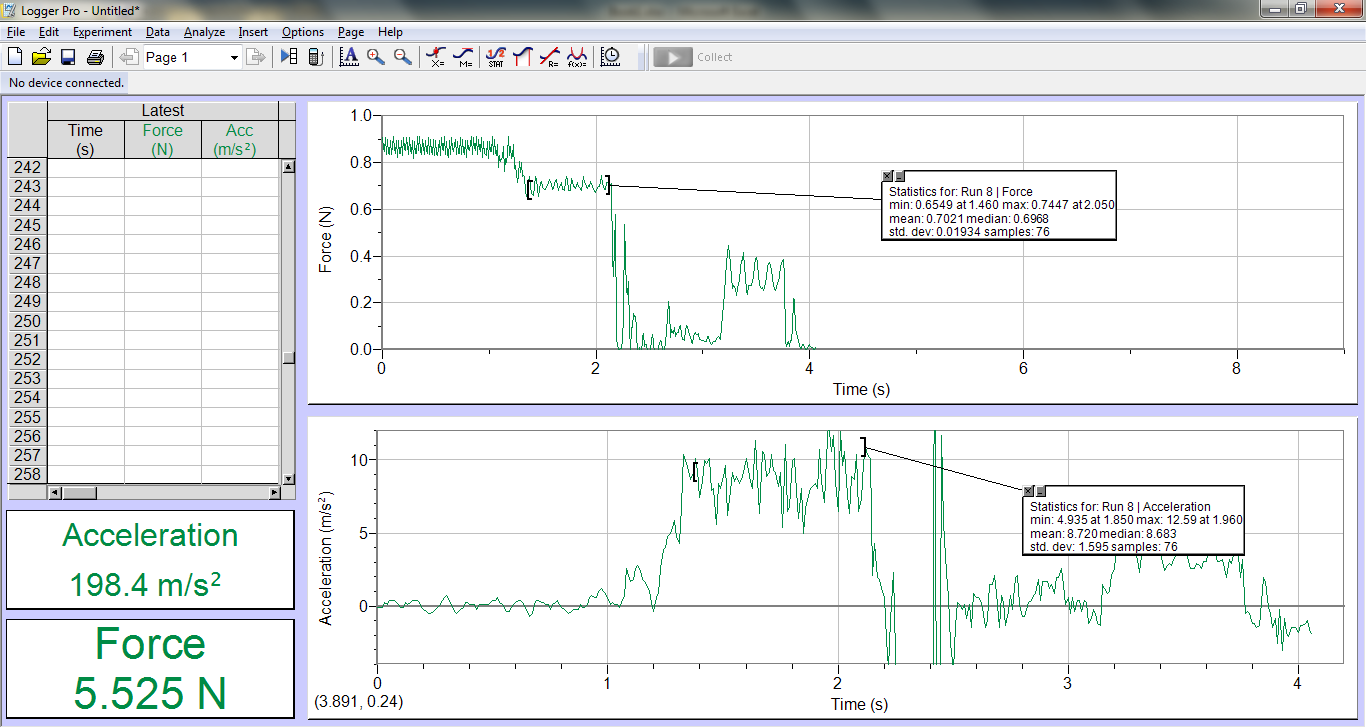 Logger Pro - Untitled*
File Edit Experiment Data Analyze Insert Options Page Help
Page 1
X=
M=
1/2
STAT
R=
f(x)=
Collect
No device connected.
Latest
Time Force Acc
(s) (N) (m/s²)
242
243
244
245
246
247
248
249
250
251
252
253
254
255
256
257
258
Acceleration
198.4 m/s²
Force
5.525 N
1.0
0.8
0.6
0.4
0.2
0.0
Force (N)
0 2 4 6 8
Time (s)
Statistics for: Run 8 | Force
min: 0.6549 at 1.460 max: 0.7447 at 2.050
mean: 0.7021 median: 0.6968
std. dev: 0.01934 samples: 76
10
5
0
Acceleration (m/s²)
0 1 2 3 4
(3.891, 0.24)
Time (s)
Statistics for: Run 8 | Acceleration
min: 4.935 at 1.850 max: 12.59 at 1.960
mean: 8.720 median: 8.683
std. dev: 1.595 samples: 76